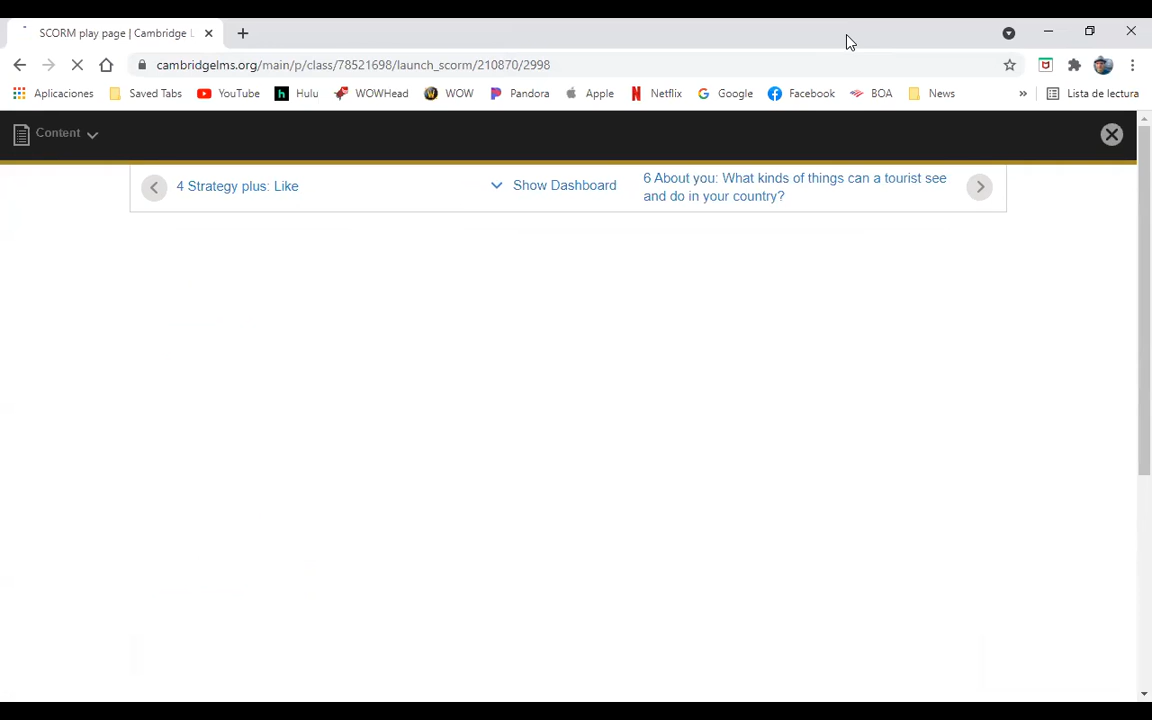 SCORM play page | Cambridge L
cambridgelms.org/main/p/class/78521698/launch_scorm/210870/2998
Aplicaciones Saved Tabs YouTube h Hulu WOWHead WOW Pandora Apple Netflix Google Facebook BOA News » Lista de lectura
Content
4 Strategy plus: Like
Show Dashboard
6 About you: What kinds of things can a tourist see
and do in your country?